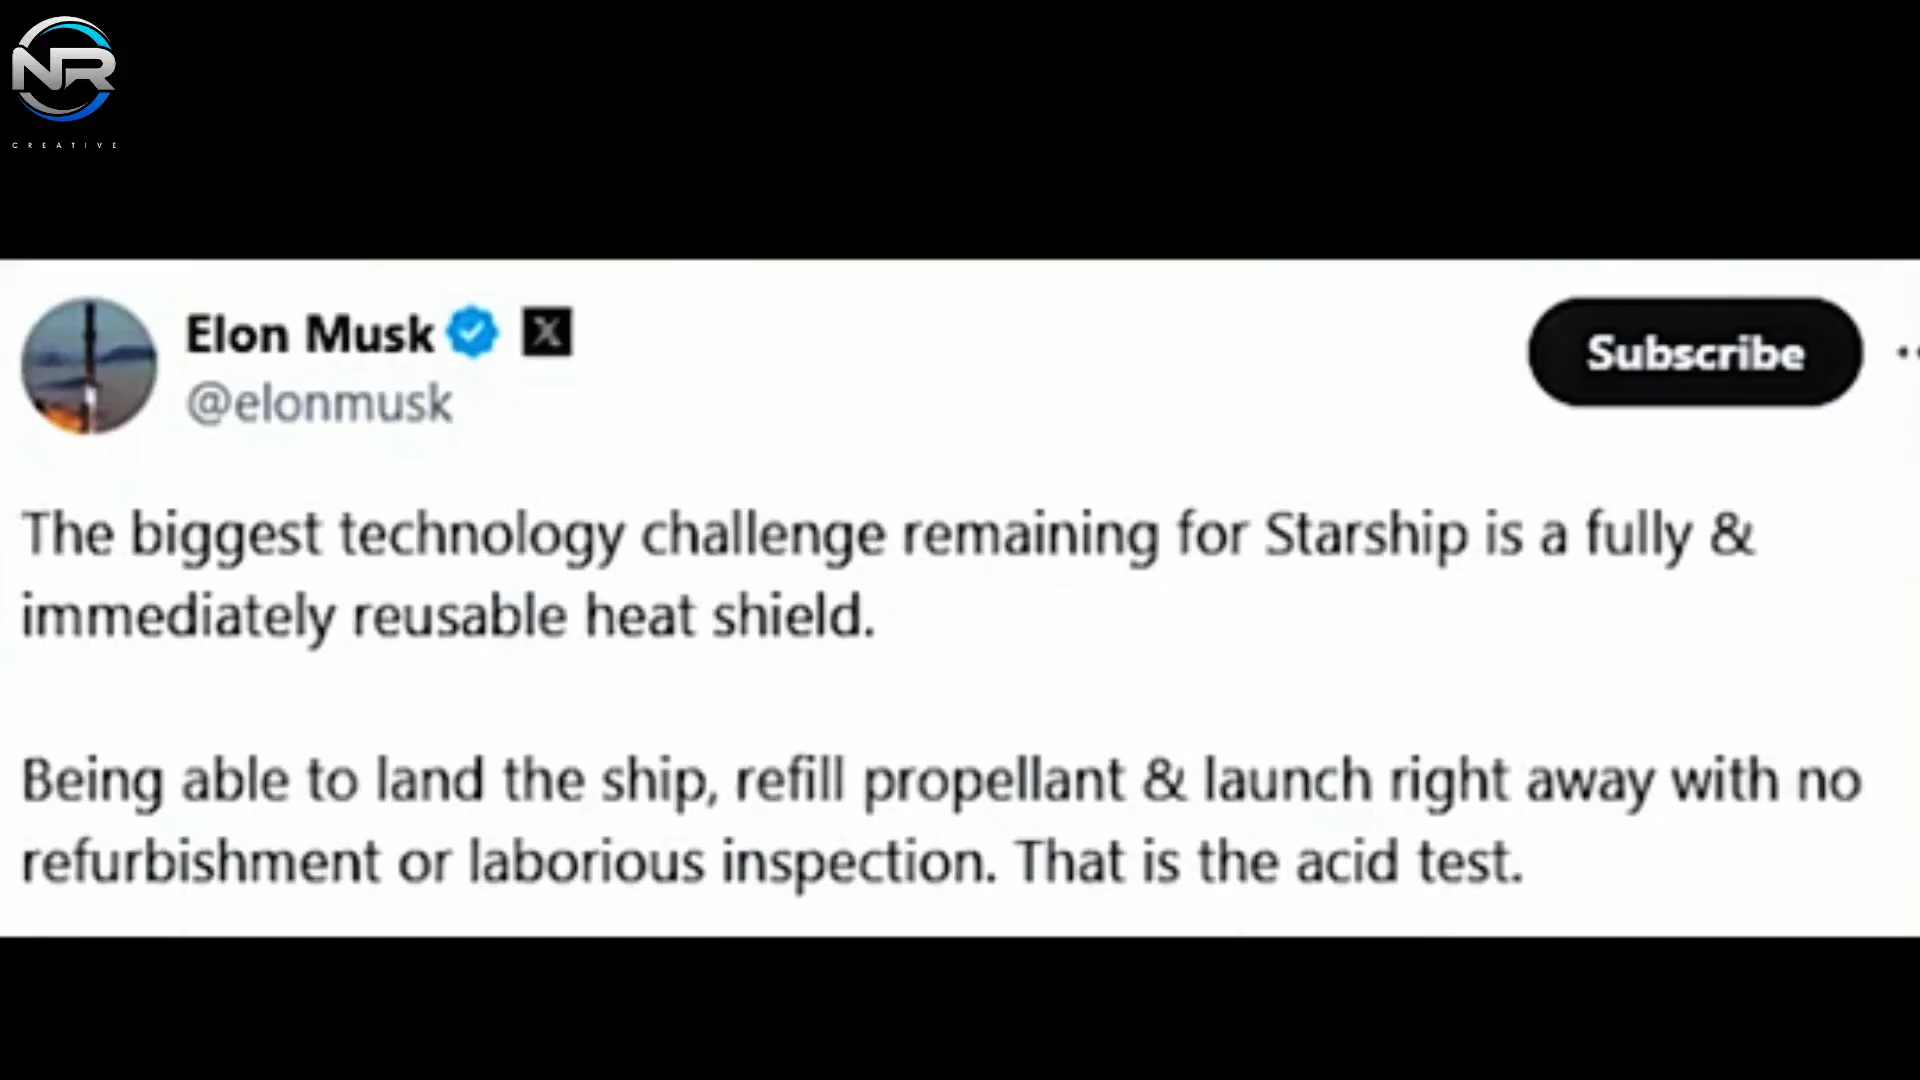 NR
CREATIVE
Elon Musk X
Subscribe
@elonmusk
The biggest technology challenge remaining for Starship is a fully &
immediately reusable heat shield.
Being able to land the ship, refill propellant & launch right away with no
refurbishment or laborious inspection. That is the acid test.